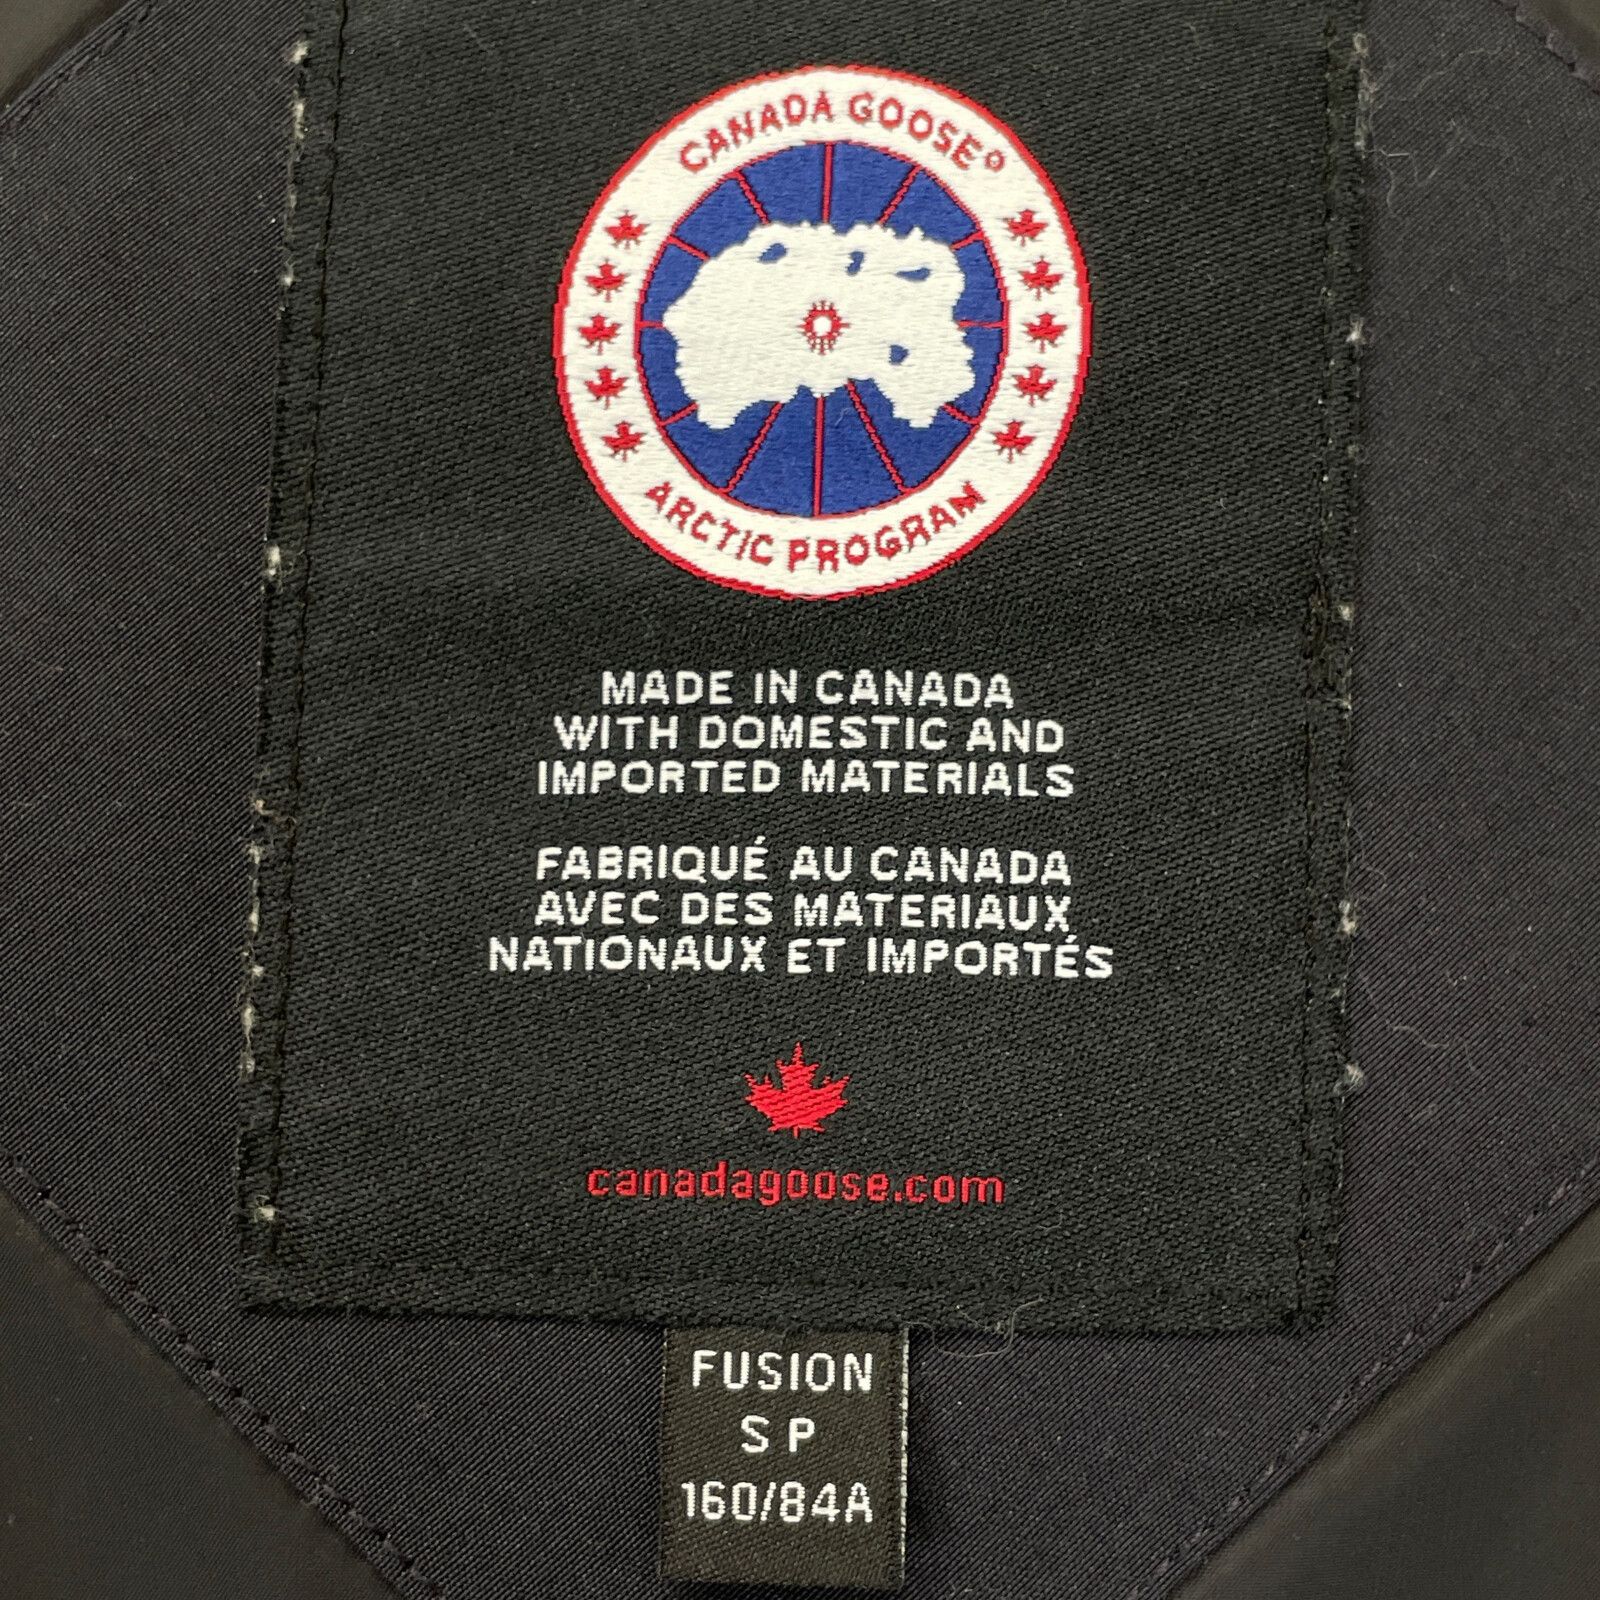 CANADA GOOSE®
ARCTIC PROGRAM
MADE IN CANADA
WITH DOMESTIC AND
IMPORTED MATERIALS
FABRIQUÉ AU CANADA
AVEC DES MATERIAUX
NATIONAUX ET IMPORTÉS
canadagoose.com
FUSION
SP
160/84A